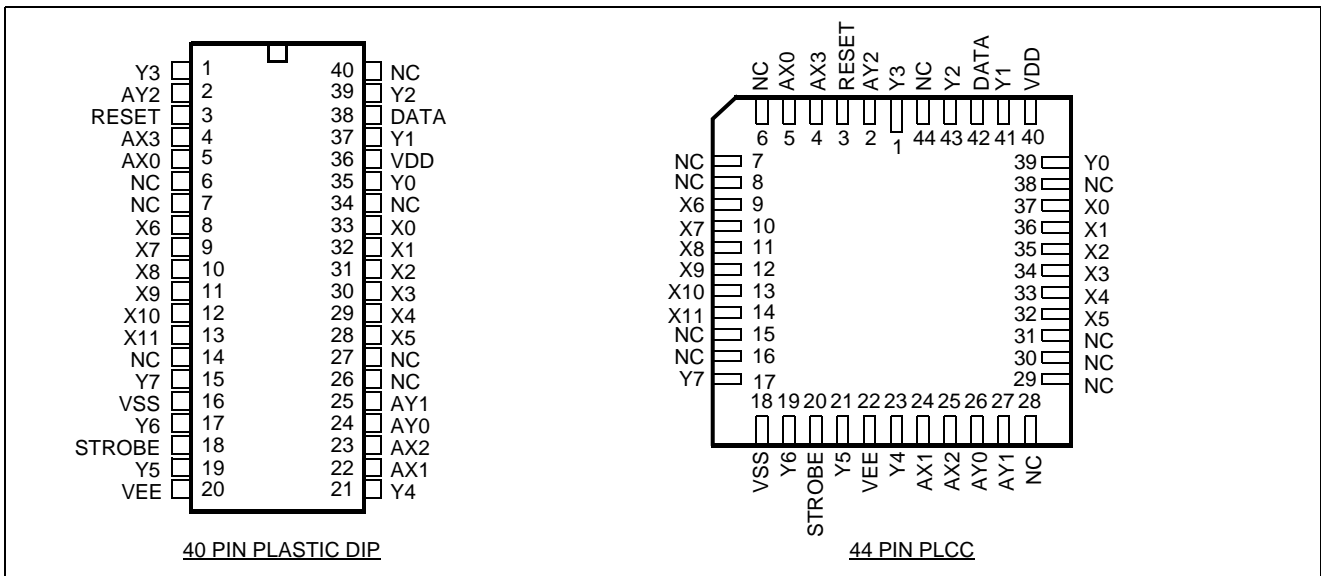 Y3 1 40 NC
AY2 2 39 Y2
RESET 3 38 DATA
AX3 4 37 Y1
AX0 5 36 VDD
NC 6 35 Y0
NC 7 34 NC
X6 8 33 X0
X7 9 32 X1
X8 10 31 X2
X9 11 30 X3
X10 12 29 X4
X11 13 28 X5
NC 14 27 NC
Y7 15 26 NC
VSS 16 25 AY1
Y6 17 24 AY0
STROBE 18 23 AX2
Y5 19 22 AX1
VEE 20 21 Y4
40 PIN PLASTIC DIP
NC AX0 AX3 RESET AY2 Y3 NC Y2 DATA Y1 VDD
6 5 4 3 2 1 44 43 42 41 40
NC 7 39 Y0
NC 8 38 NC
X6 9 37 X0
X7 10 36 X1
X8 11 35 X2
X9 12 34 X3
X10 13 33 X4
X11 14 32 X5
NC 15 31 NC
NC 16 30 NC
Y7 17 29 NC
18 19 20 21 22 23 24 25 26 27 28
VSS Y6 STROBE Y5 VEE Y4 AX1 AX2 AY0 AY1 NC
44 PIN PLCC